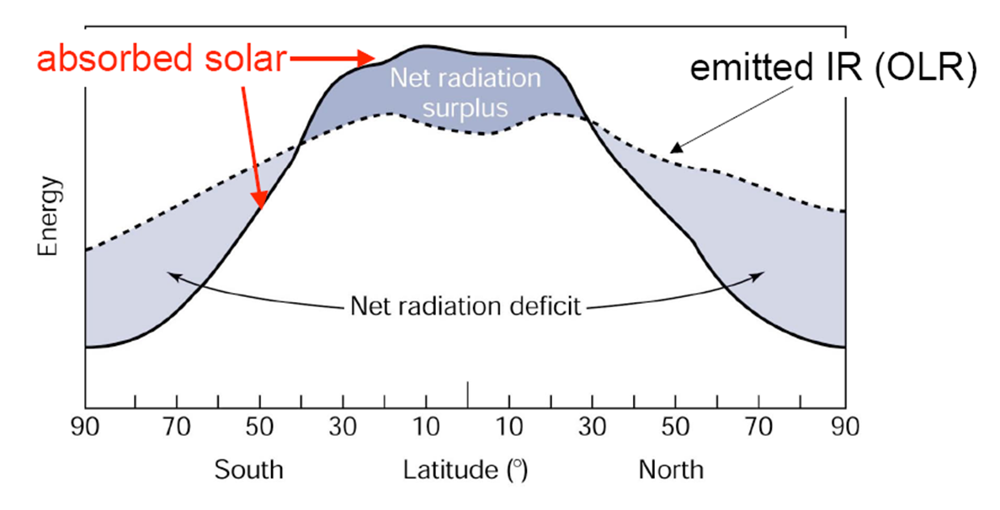 absorbed solar
emitted IR (OLR)
Net radiation
surplus
Energy
Net radiation deficit
90 70 50 30 10 10 30 50 70 90
South Latitude (°) North